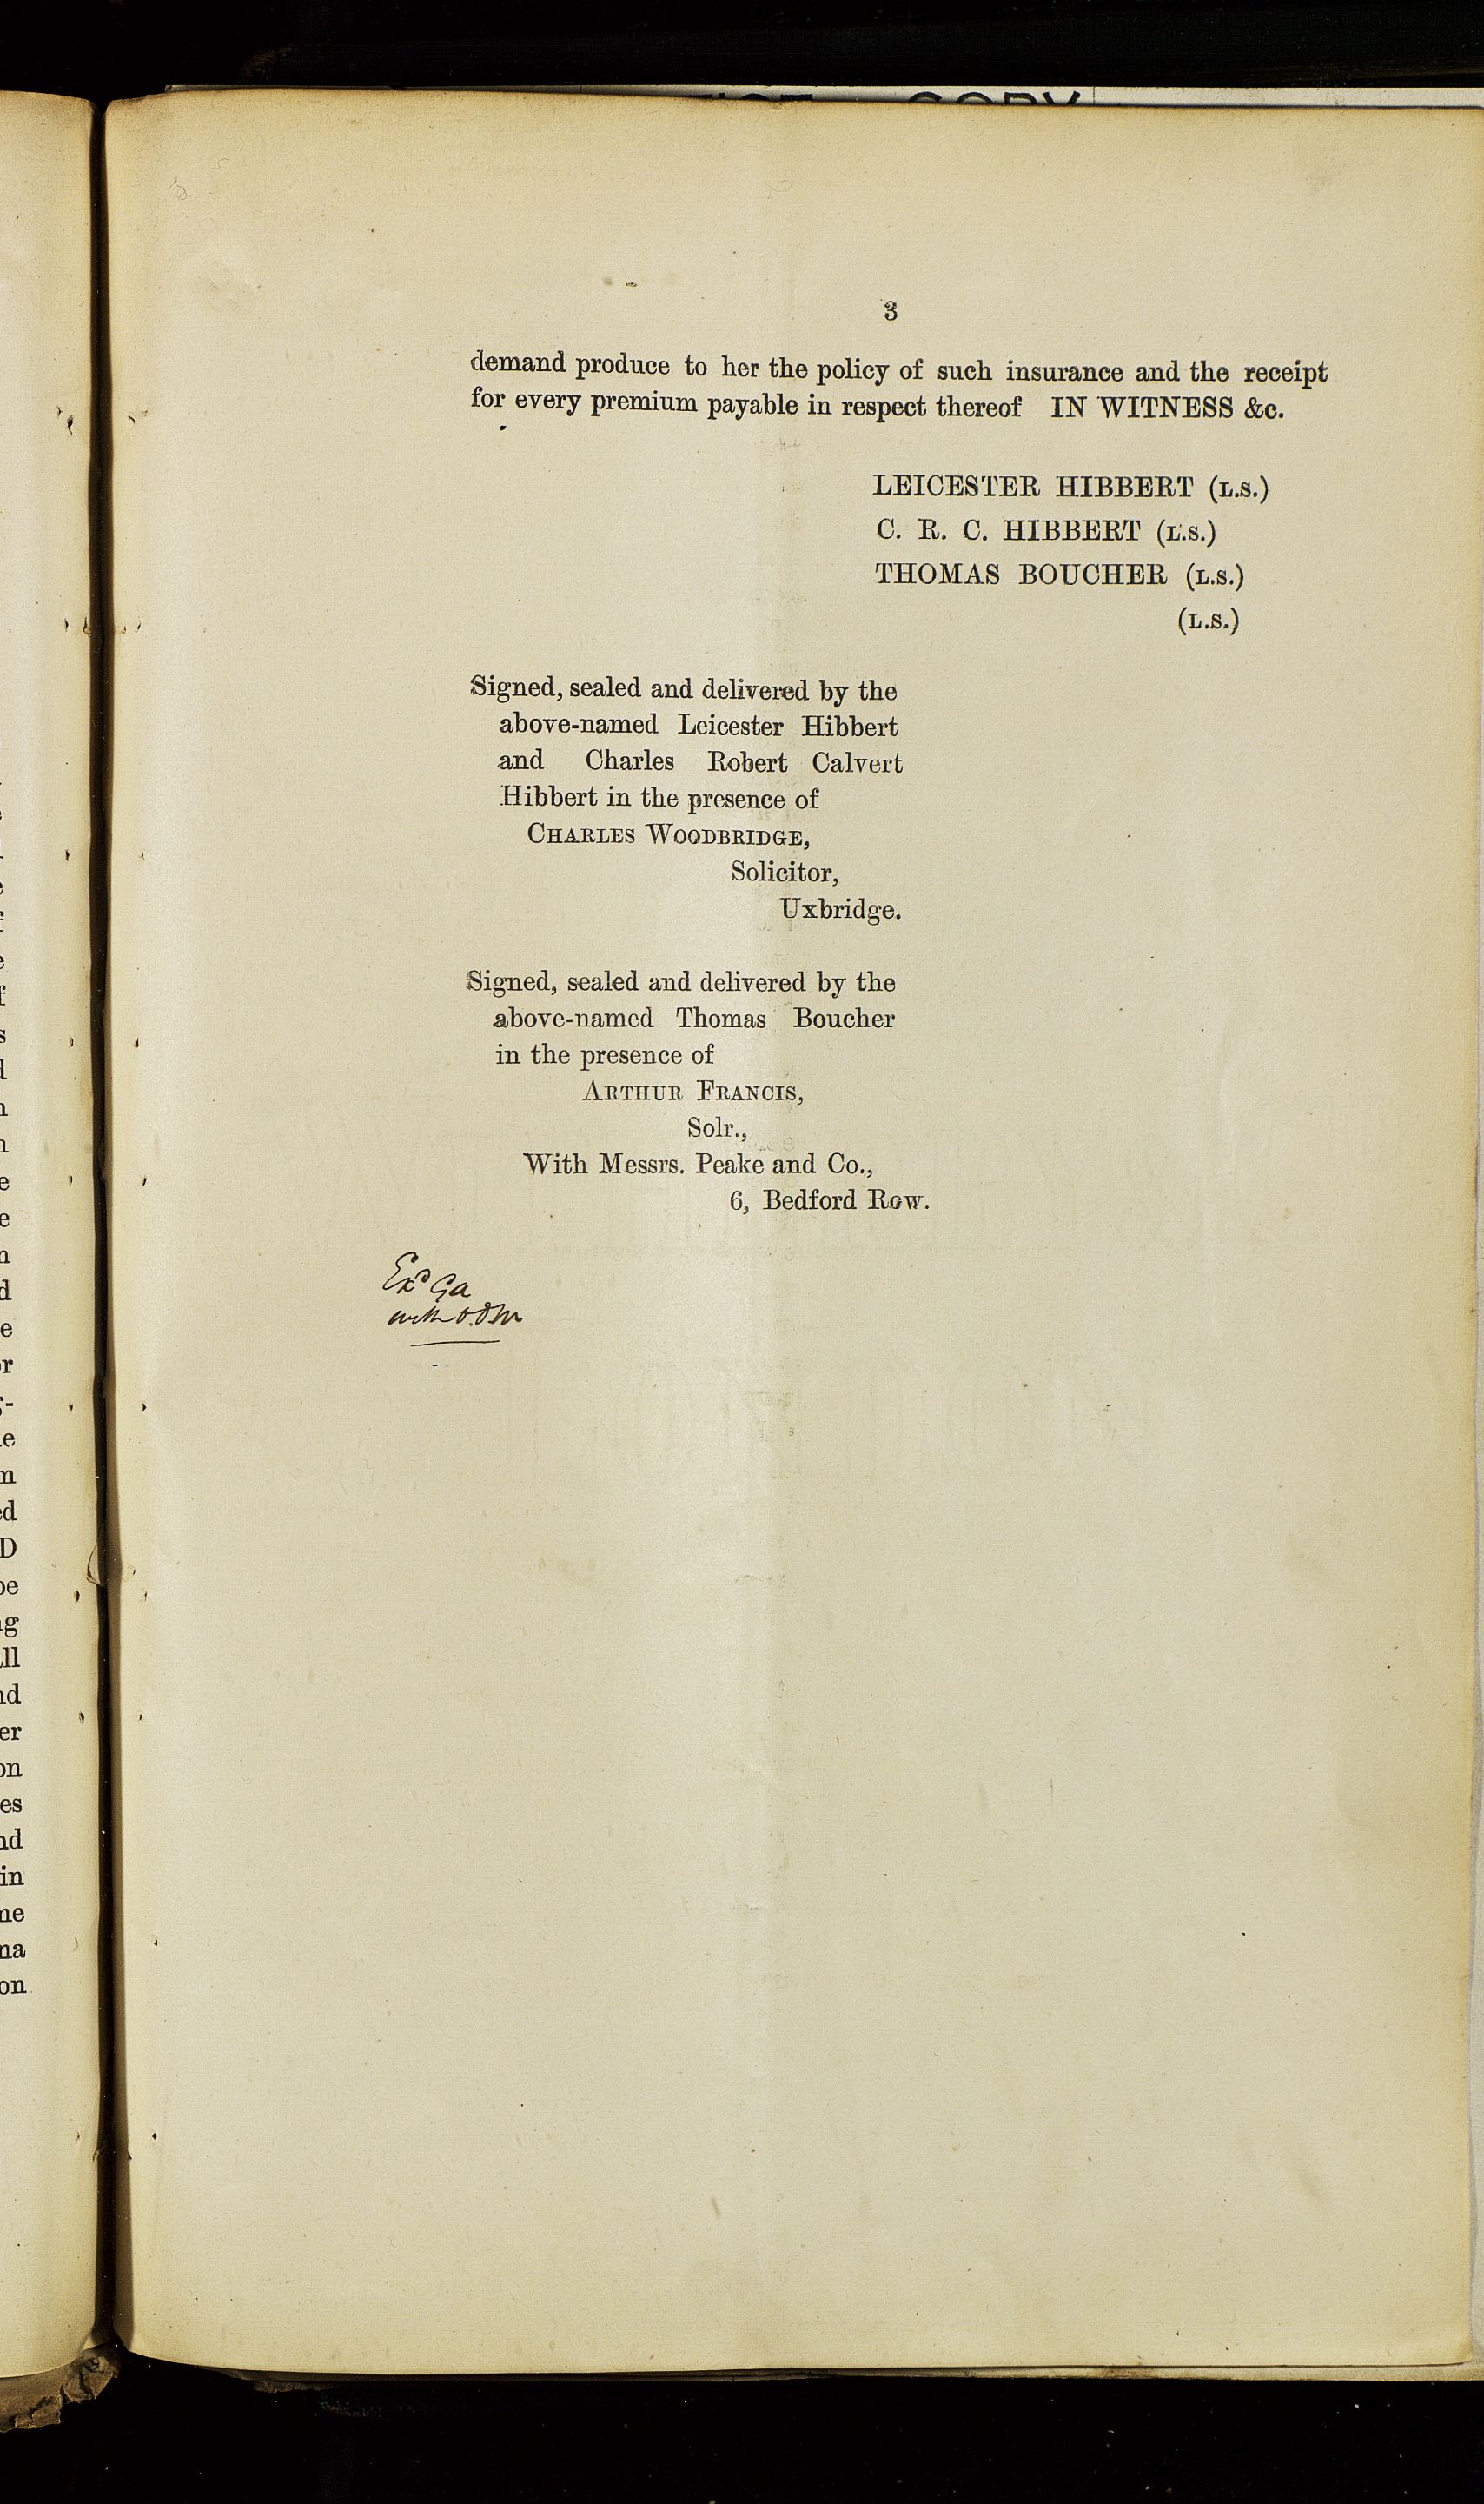 3
demand produce to her the policy of such insurance and the receipt
for every premium payable in respect thereof IN WITNESS &c.
LEICESTER HIBBERT (L.S.)
C. R. C. HIBBERT (L.S.)
THOMAS BOUCHER (L.S.)
(L.S.)
Signed, sealed and delivered by the
above-named Leicester Hibbert
and Charles Robert Calvert
Hibbert in the presence of
CHARLES WOODBRIDGE,
Solicitor,
Uxbridge.
Signed, sealed and delivered by the
above-named Thomas Boucher
in the presence of
ARTHUR FRANCIS,
Solr.,
With Messrs. Peake and Co.,
6, Bedford Row.
Exd
with